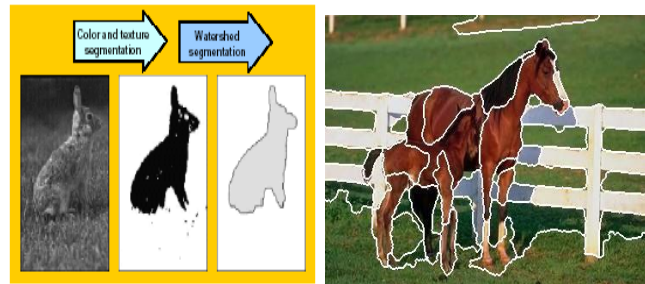 Color and texture
segmentation
Watershed
segmentation